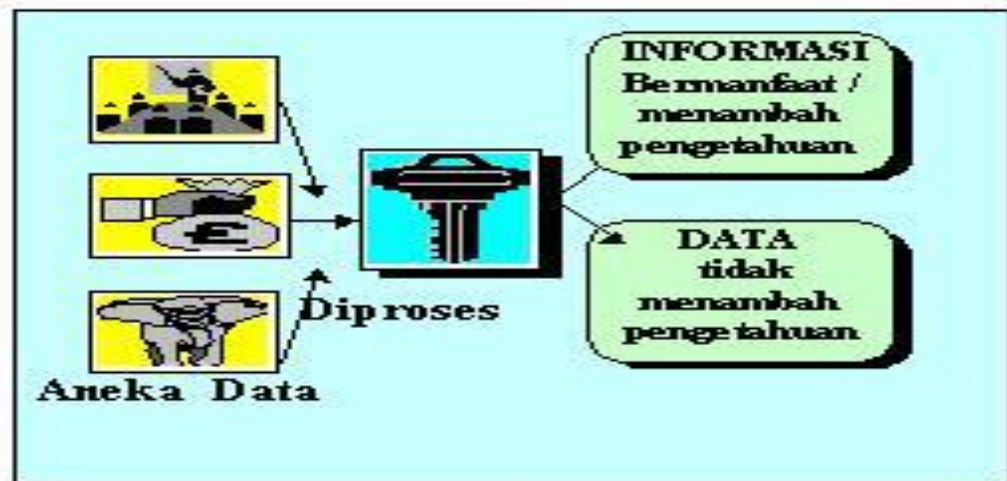 INFORMASI
Bermanfaat /
menambah
pengetahuan
DATA
tidak
menambah
pengetahuan
Diproses
Aneka Data